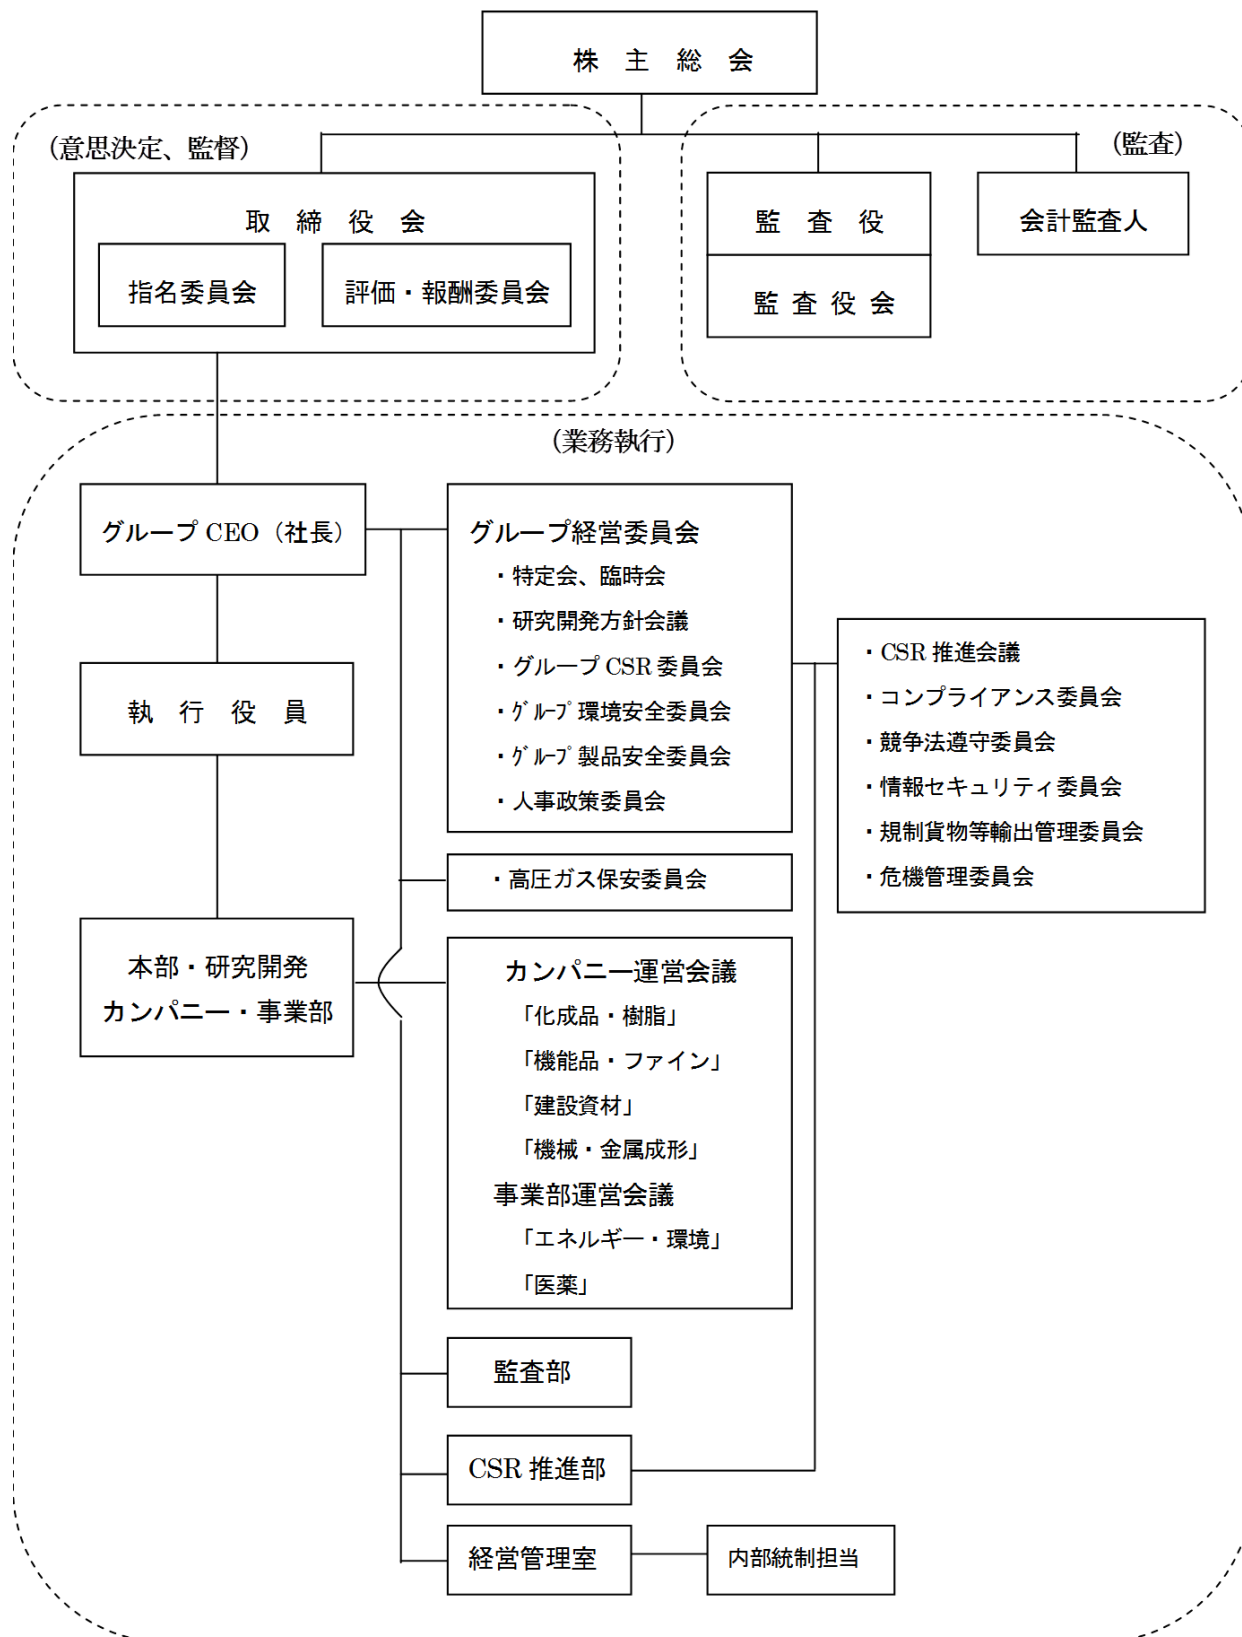 株主総会
（意思決定、監督）
（監査）
取締役会
指名委員会
評価・報酬委員会
監査役
監査役会
会計監査人
（業務執行）
グループ CEO（社長）
グループ経営委員会
・特定会、臨時会
・研究開発方針会議
・グループ CSR 委員会
・ｸﾞﾙｰﾌﾟ環境安全委員会
・ｸﾞﾙｰﾌﾟ製品安全委員会
・人事政策委員会
・CSR 推進会議
・コンプライアンス委員会
・競争法遵守委員会
・情報セキュリティ委員会
・規制貨物等輸出管理委員会
・危機管理委員会
執行役員
・高圧ガス保安委員会
本部・研究開発
カンパニー・事業部
カンパニー運営会議
「化成品・樹脂」
「機能品・ファイン」
「建設資材」
「機械・金属成形」
事業部運営会議
「エネルギー・環境」
「医薬」
監査部
CSR 推進部
経営管理室
内部統制担当